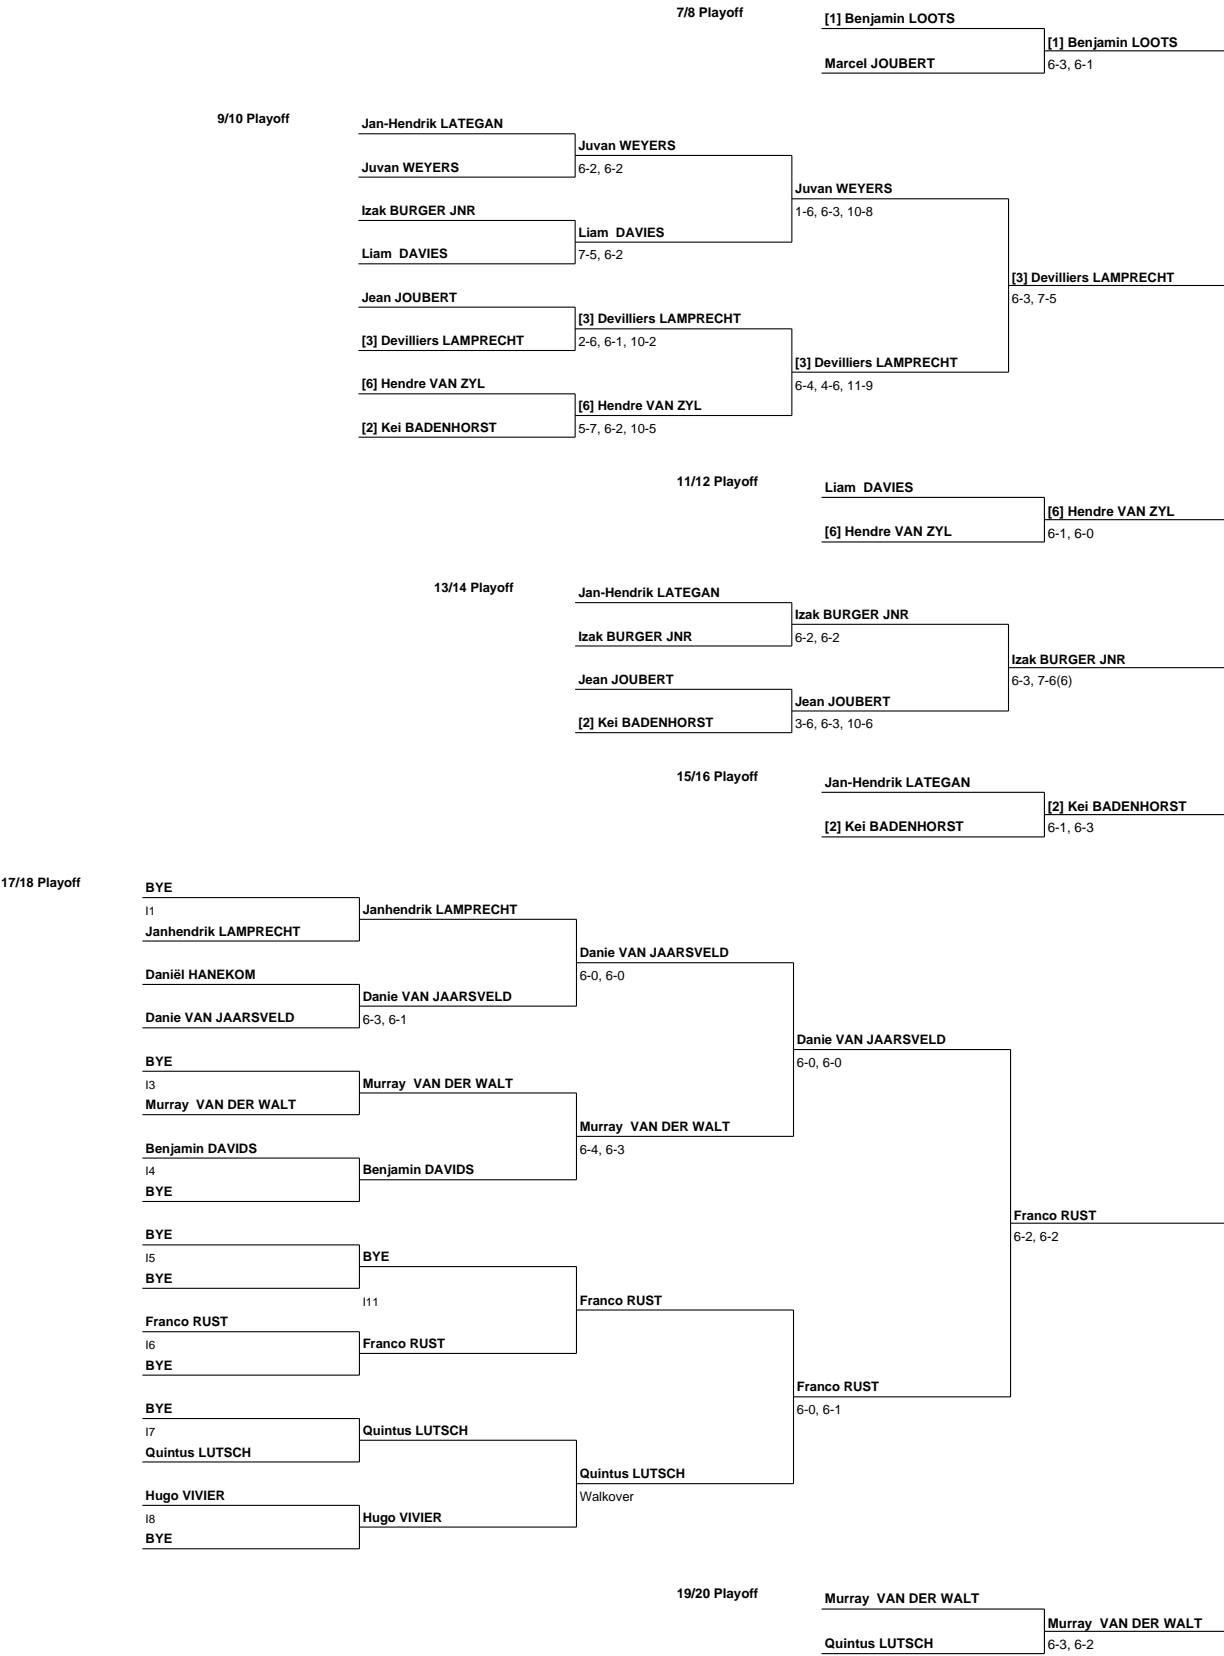 7/8 Playoff
[1] Benjamin LOOTS
[1] Benjamin LOOTS
Marcel JOUBERT
6-3, 6-1
9/10 Playoff
Jan-Hendrik LATEGAN
Juvan WEYERS
Juvan WEYERS
6-2, 6-2
Juvan WEYERS
Izak BURGER JNR
1-6, 6-3, 10-8
Liam DAVIES
Liam DAVIES
7-5, 6-2
[3] Devilliers LAMPRECHT
Jean JOUBERT
6-3, 7-5
[3] Devilliers LAMPRECHT
[3] Devilliers LAMPRECHT
2-6, 6-1, 10-2
[3] Devilliers LAMPRECHT
[6] Hendre VAN ZYL
6-4, 4-6, 11-9
[6] Hendre VAN ZYL
[2] Kei BADENHORST
5-7, 6-2, 10-5
11/12 Playoff
Liam DAVIES
[6] Hendre VAN ZYL
[6] Hendre VAN ZYL
6-1, 6-0
13/14 Playoff
Jan-Hendrik LATEGAN
Izak BURGER JNR
Izak BURGER JNR
6-2, 6-2
Izak BURGER JNR
Jean JOUBERT
6-3, 7-6(6)
Jean JOUBERT
[2] Kei BADENHORST
3-6, 6-3, 10-6
15/16 Playoff
Jan-Hendrik LATEGAN
[2] Kei BADENHORST
[2] Kei BADENHORST
6-1, 6-3
17/18 Playoff
BYE
I1
Janhendrik LAMPRECHT
Janhendrik LAMPRECHT
Danie VAN JAARSVELD
Daniël HANEKOM
6-0, 6-0
Danie VAN JAARSVELD
Danie VAN JAARSVELD
6-3, 6-1
Danie VAN JAARSVELD
BYE
6-0, 6-0
I3
Murray VAN DER WALT
Murray VAN DER WALT
Murray VAN DER WALT
Benjamin DAVIDS
6-4, 6-3
I4
Benjamin DAVIDS
BYE
Franco RUST
BYE
6-2, 6-2
I5
BYE
BYE
I11
Franco RUST
Franco RUST
I6
Franco RUST
BYE
Franco RUST
BYE
6-0, 6-1
I7
Quintus LUTSCH
Quintus LUTSCH
Quintus LUTSCH
Hugo VIVIER
Walkover
I8
Hugo VIVIER
BYE
19/20 Playoff
Murray VAN DER WALT
Murray VAN DER WALT
Quintus LUTSCH
6-3, 6-2